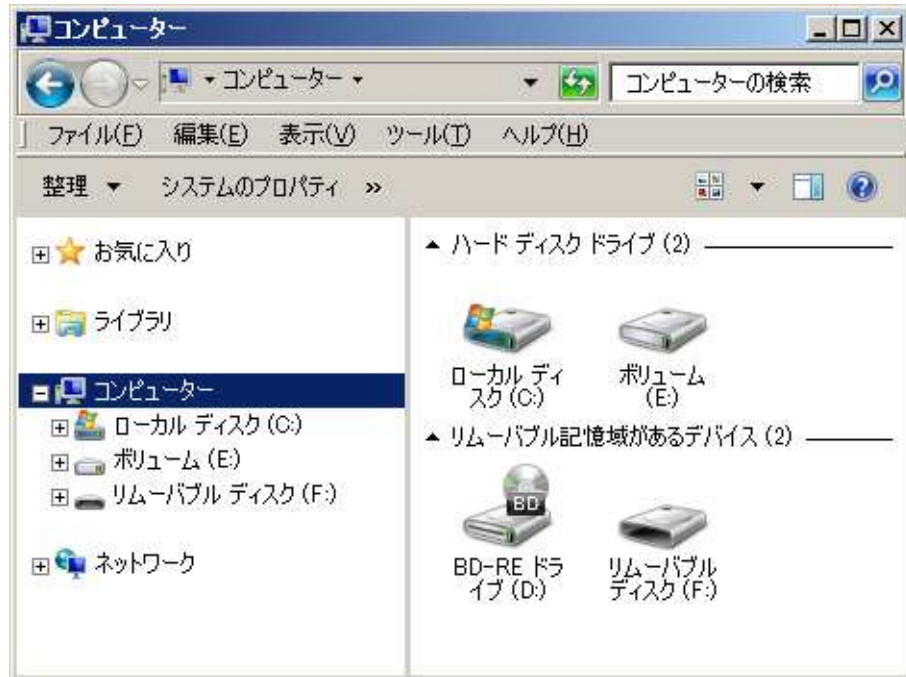 コンピューター
コンピューター
コンピューターの検索
ファイル(F) 編集(E) 表示(V) ツール(T) ヘルプ(H)
整理 システムのプロパティ »
お気に入り
ライブラリ
コンピューター
ローカル ディスク (C:)
ボリューム (E:)
リムーバブル ディスク (F:)
ネットワーク
ハード ディスク ドライブ (2)
ローカル ディ
スク (C:)
ボリューム
(E:)
リムーバブル記憶域があるデバイス (2)
BD
BD-RE ドラ
イブ (D:)
リムーバブル
ディスク (F:)